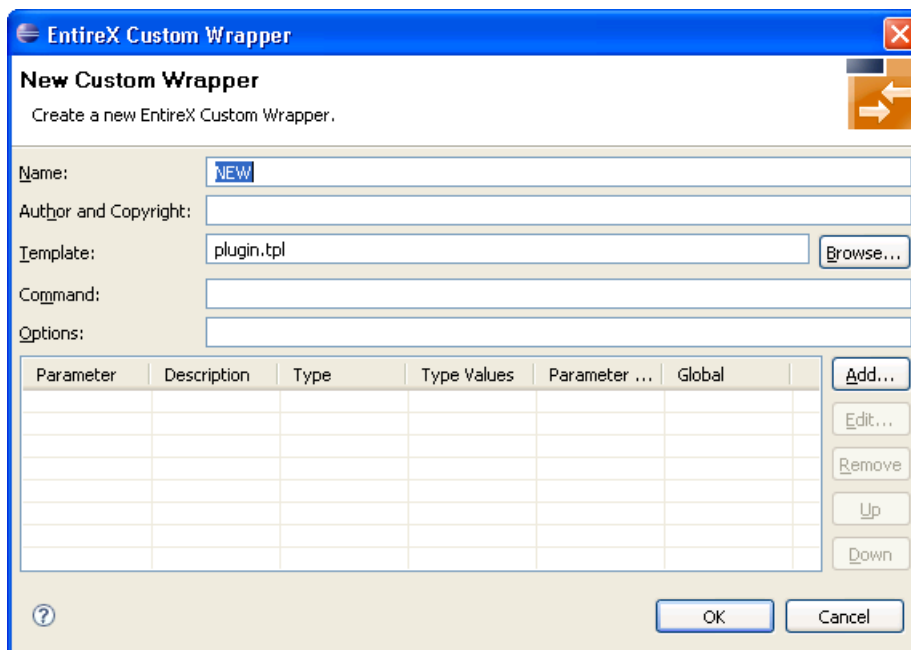 EntireX Custom Wrapper
New Custom Wrapper
Create a new EntireX Custom Wrapper.
Name: NEW
Author and Copyright:
Template: plugin.tpl Browse...
Command:
Options:
Parameter Description Type Type Values Parameter ... Global
Add...
Edit...
Remove
Up
Down
? OK Cancel